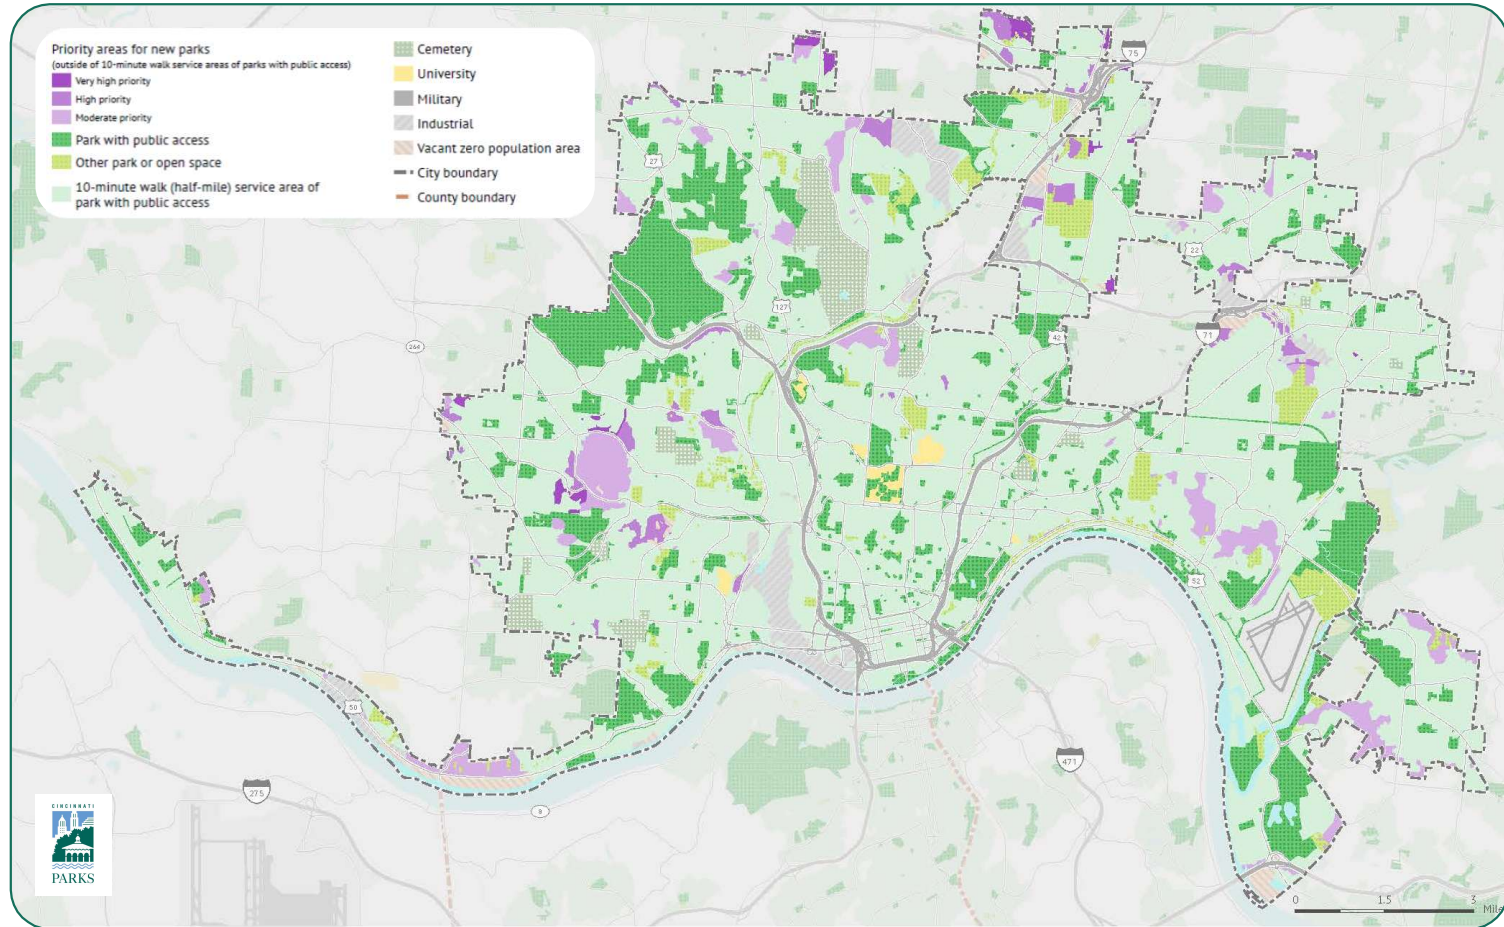 Priority areas for new parks
(outside of 10-minute walk service areas of parks with public access)
Very high priority
High priority
Moderate priority
Park with public access
Other park or open space
10-minute walk (half-mile) service area of
park with public access
Cemetery
University
Military
Industrial
Vacant zero population area
City boundary
County boundary
75
27
22
127
71
42
264
52
50
275
8
471
CINCINNATI
PARKS
0 1.5 3
Mile